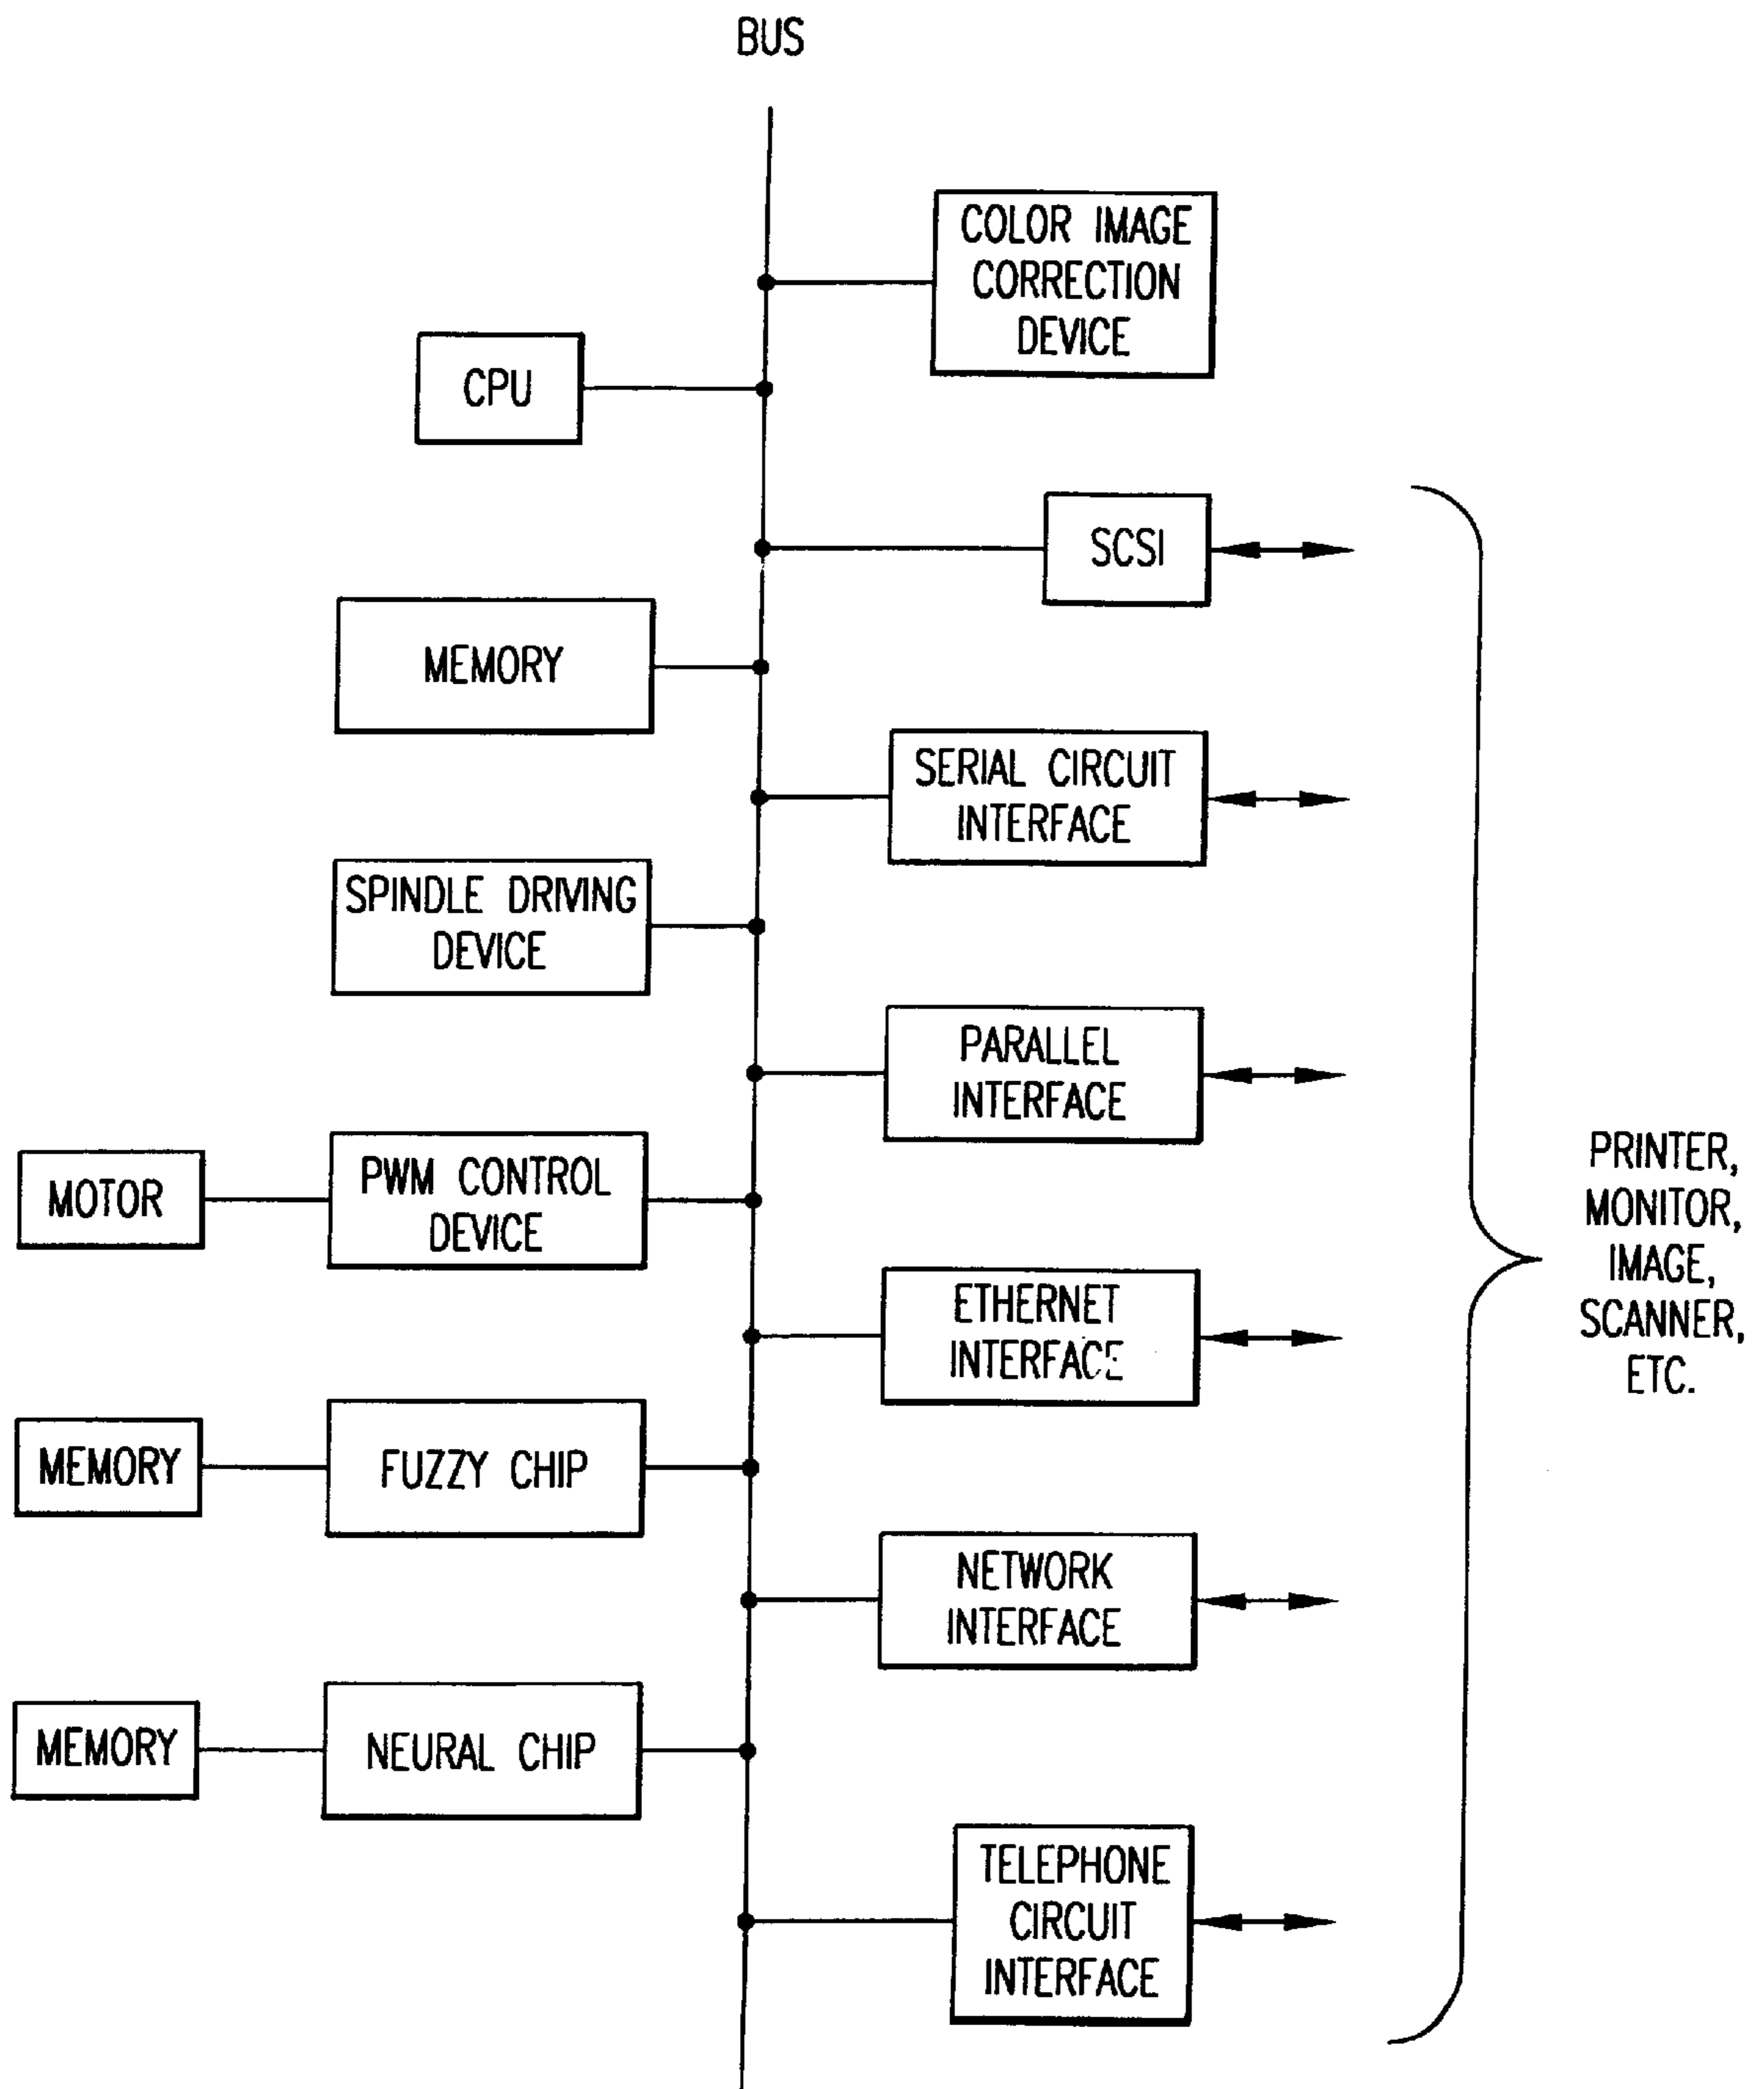 BUS
COLOR IMAGE
CORRECTION
DEVICE
CPU
SCSI
MEMORY
SERIAL CIRCUIT
INTERFACE
SPINDLE DRIVING
DEVICE
PARALLEL
INTERFACE
MOTOR
PWM CONTROL
DEVICE
PRINTER,
MONITOR,
IMAGE,
SCANNER,
ETC.
ETHERNET
INTERFACE
MEMORY
FUZZY CHIP
NETWORK
INTERFACE
MEMORY
NEURAL CHIP
TELEPHONE
CIRCUIT
INTERFACE